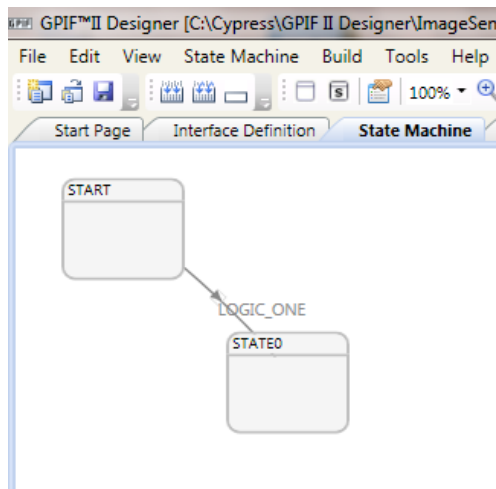 GPIF GPIF™II Designer [C:\Cypress\GPIF II Designer\ImageSen
File Edit View State Machine Build Tools Help
S 100%
Start Page Interface Definition State Machine
START
LOGIC_ONE
STATE0